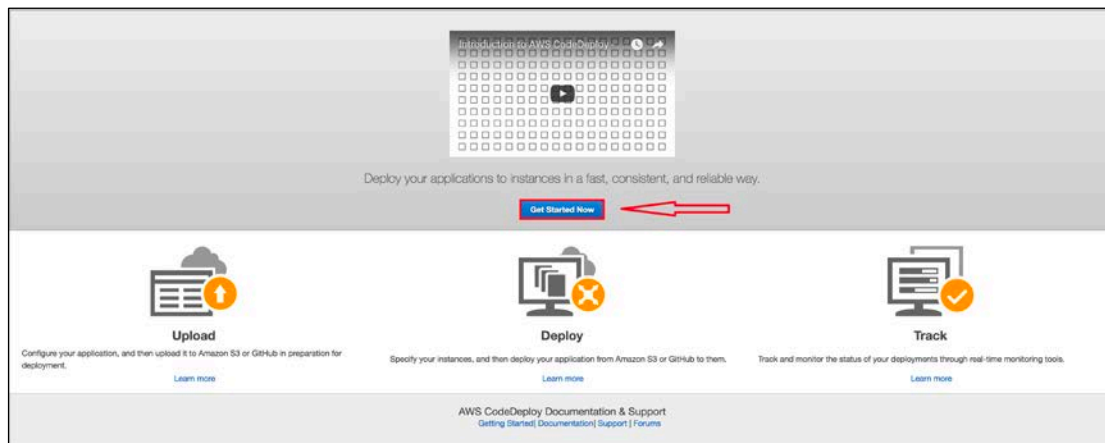 Introduction to AWS CodeDeploy
Deploy your applications to instances in a fast, consistent, and reliable way.
Get Started Now
Upload
Configure your application, and then upload it to Amazon S3 or GitHub in preparation for
deployment.
Learn more
Deploy
Specify your instances, and then deploy your application from Amazon S3 or GitHub to them.
Learn more
Track
Track and monitor the status of your deployments through real-time monitoring tools.
Learn more
AWS CodeDeploy Documentation & Support
Getting Started| Documentation| Support | Forums